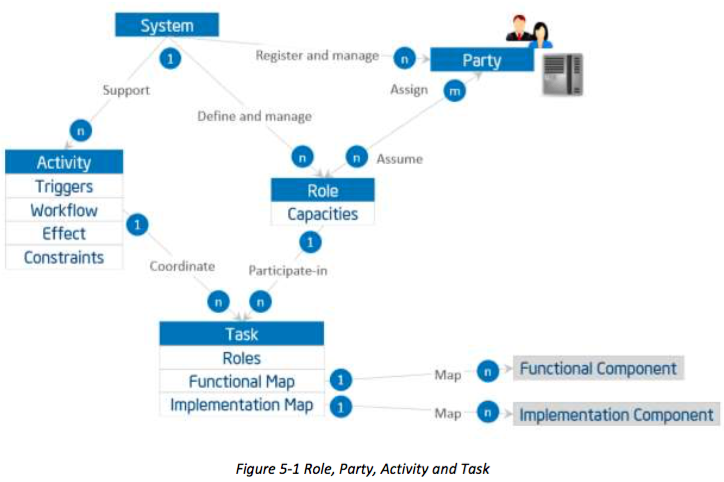 System
1
Register and manage
n
Party
Support
Assign
m
Define and manage
n
n
n
Assume
Activity
Triggers
Workflow
Effect
Constraints
Role
Capacities
1
1
Coordinate
Participate-in
n
n
Task
Roles
Functional Map
1
Map
n
Functional Component
Implementation Map
1
Map
n
Implementation Component
Figure 5-1 Role, Party, Activity and Task